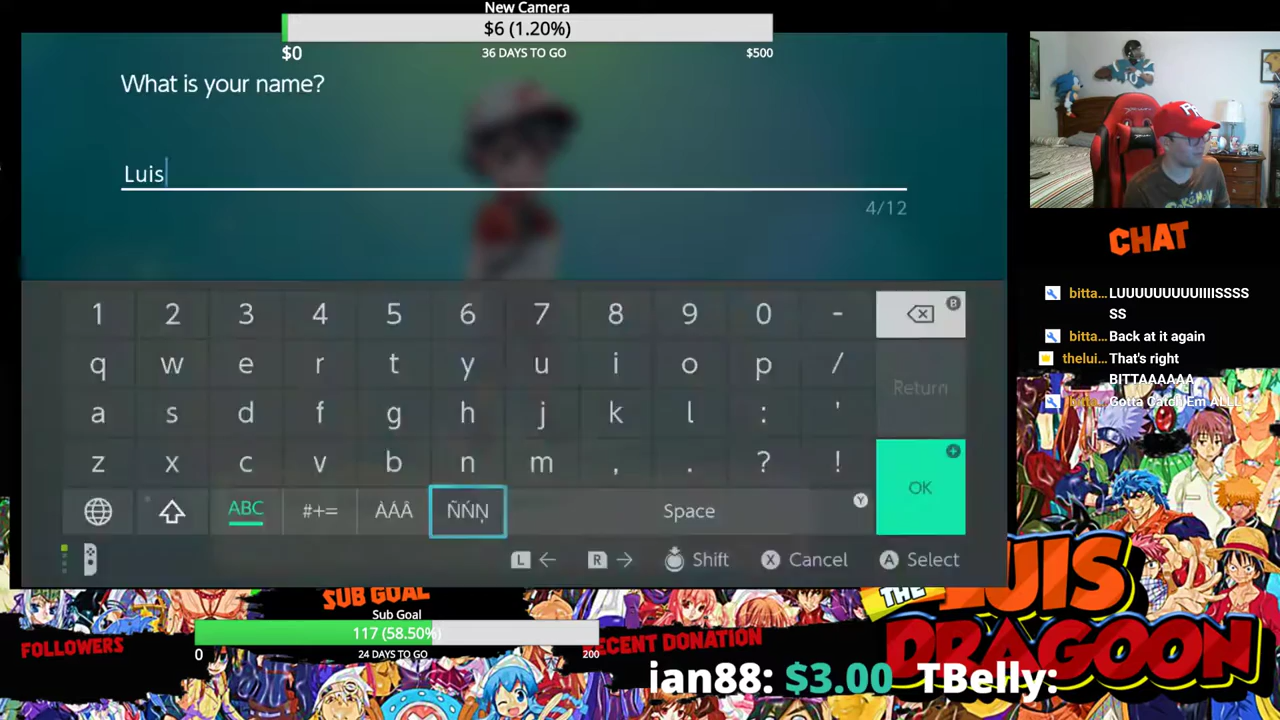 New Camera
$6 (1.20%)
$0
36 DAYS TO GO
$500
What is your name?
Luis
4/12
1 2 3 4 5 6 7 8 9 0 -
B
q w e r t y u i o p /
Return
a s d f g h j k l : '
z x c v b n m , . ? !
+
OK
ABC #+= ÀÁÂ ÑŃŅ Space
Y
L ← R → Shift X Cancel A Select
CHAT
bitta… LUUUUUUUUUIIIISSSS
SS
bitta… Back at it again
thelui… That's right
BITTAAAAAA
bitta… Gotta Catch Em ALLL
SUB GOAL
Sub Goal
117 (58.50%)
0
24 DAYS TO GO
200
FOLLOWERS
RECENT DONATION
ian88: $3.00 TBelly:
THE
LUIS
DRAGOON